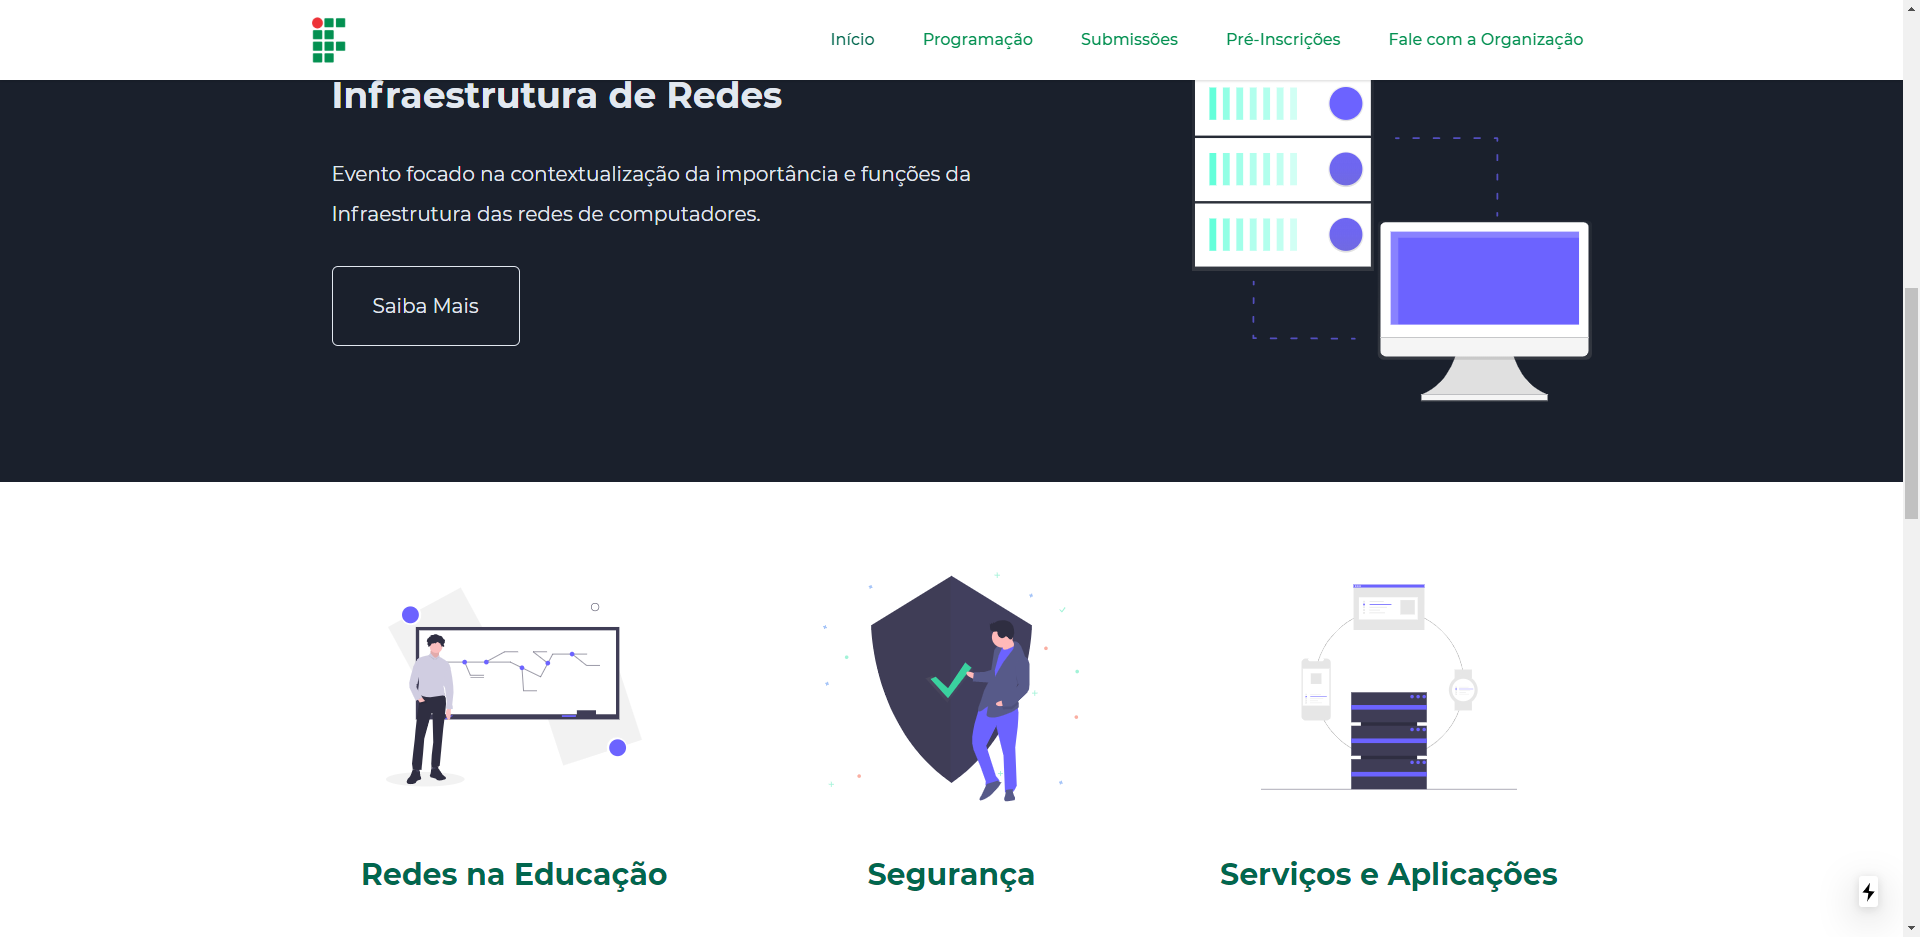 Início Programação Submissões Pré-Inscrições Fale com a Organização
Infraestrutura de Redes
Evento focado na contextualização da importância e funções da
Infraestrutura das redes de computadores.
Saiba Mais
Redes na Educação Segurança Serviços e Aplicações